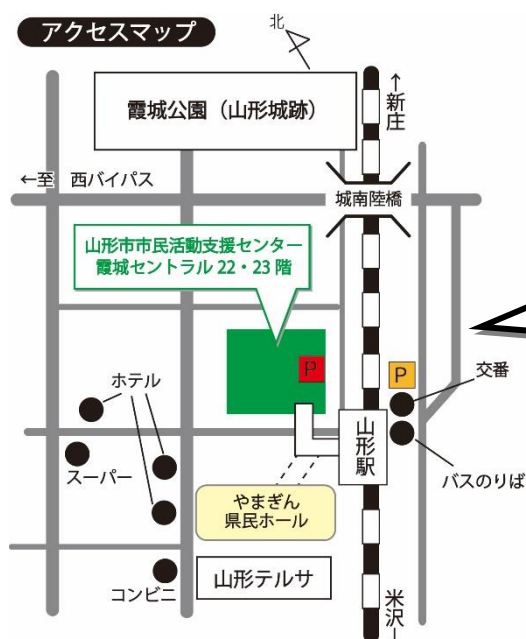 アクセスマップ
北
霞城公園（山形城跡）
↑新庄
←至　西バイパス
城南陸橋
山形市市民活動支援センター
霞城セントラル 22・23 階
P
P
ホテル
交番
山形駅
スーパー
バスのりば
やまぎん
県民ホール
コンビニ
山形テルサ
米沢↓